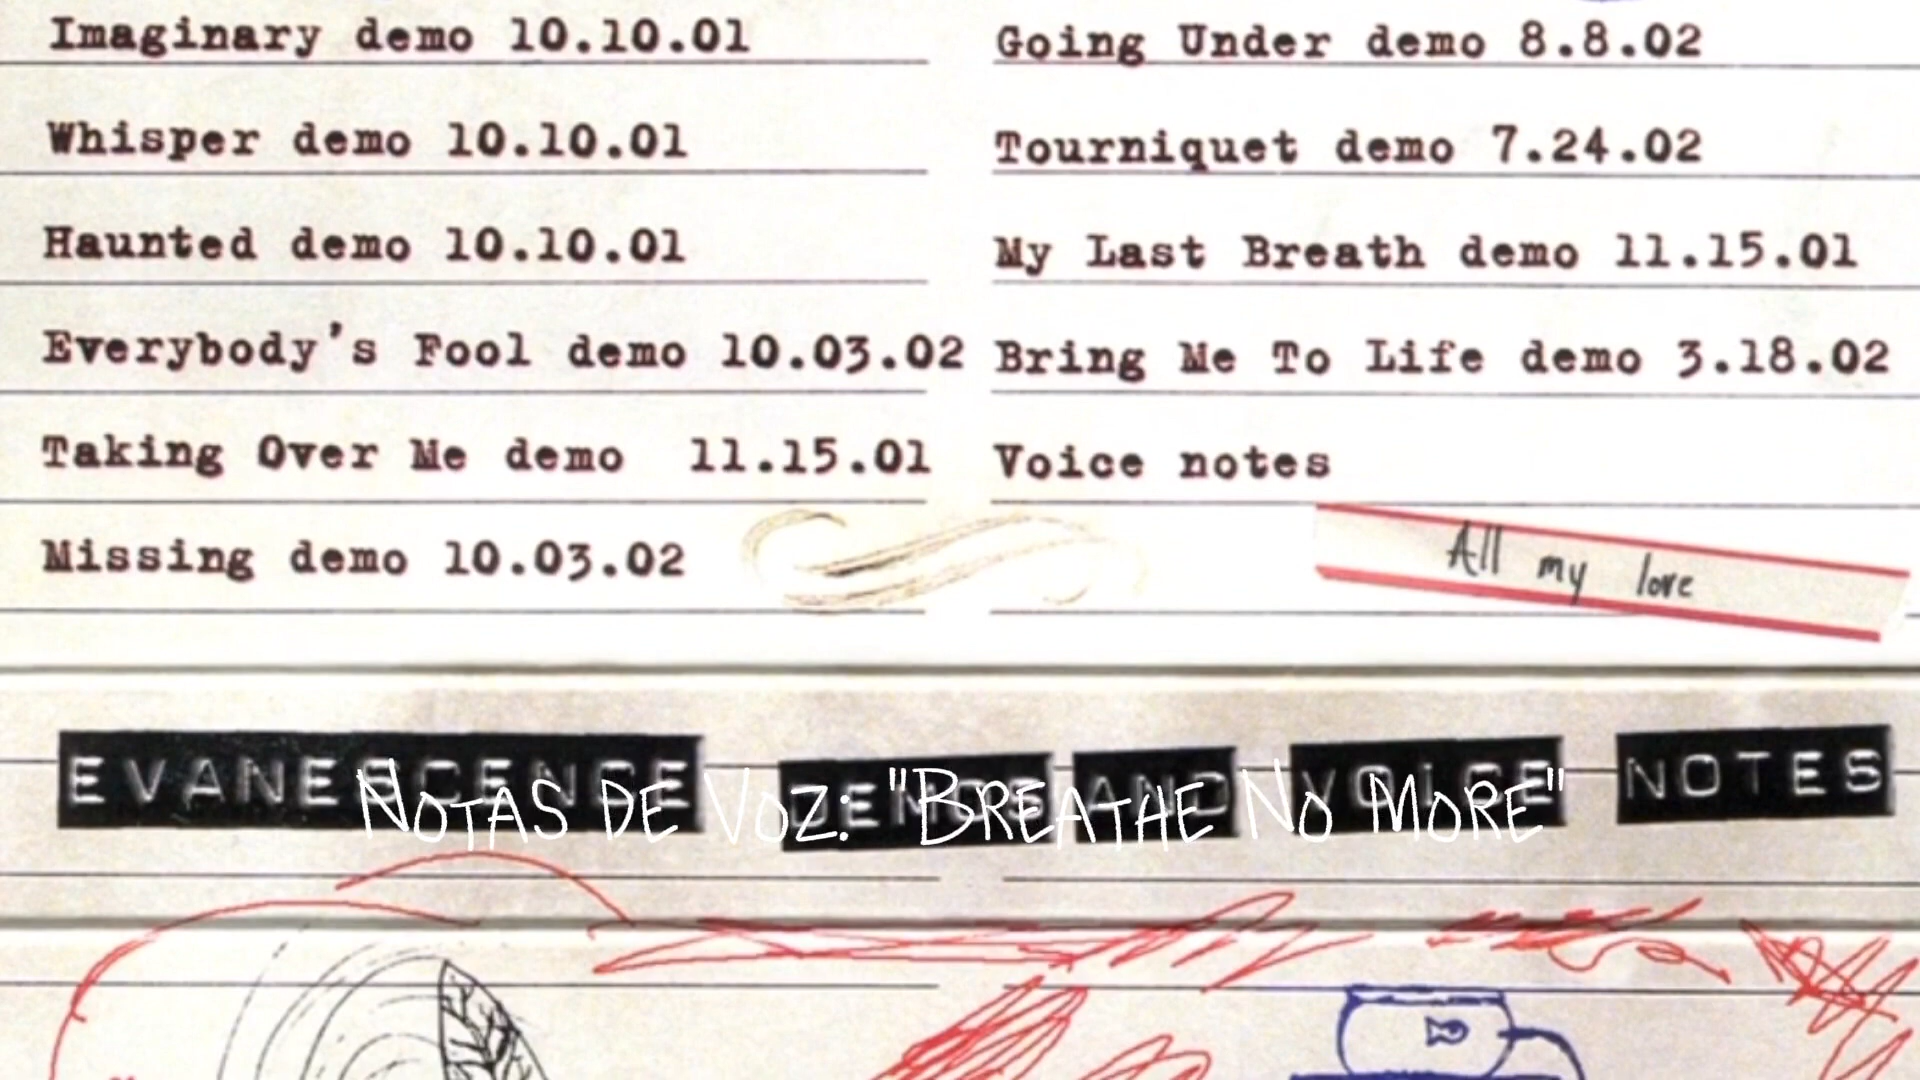 Imaginary demo 10.10.01
Whisper demo 10.10.01
Haunted demo 10.10.01
Everybody's Fool demo 10.03.02
Taking Over Me demo 11.15.01
Missing demo 10.03.02
Going Under demo 8.8.02
Tourniquet demo 7.24.02
My Last Breath demo 11.15.01
Bring Me To Life demo 3.18.02
Voice notes
All my love
EVANESCENCE DEMOS AND VOICE NOTES
NOTAS DE VOZ: "BREATHE NO MORE"